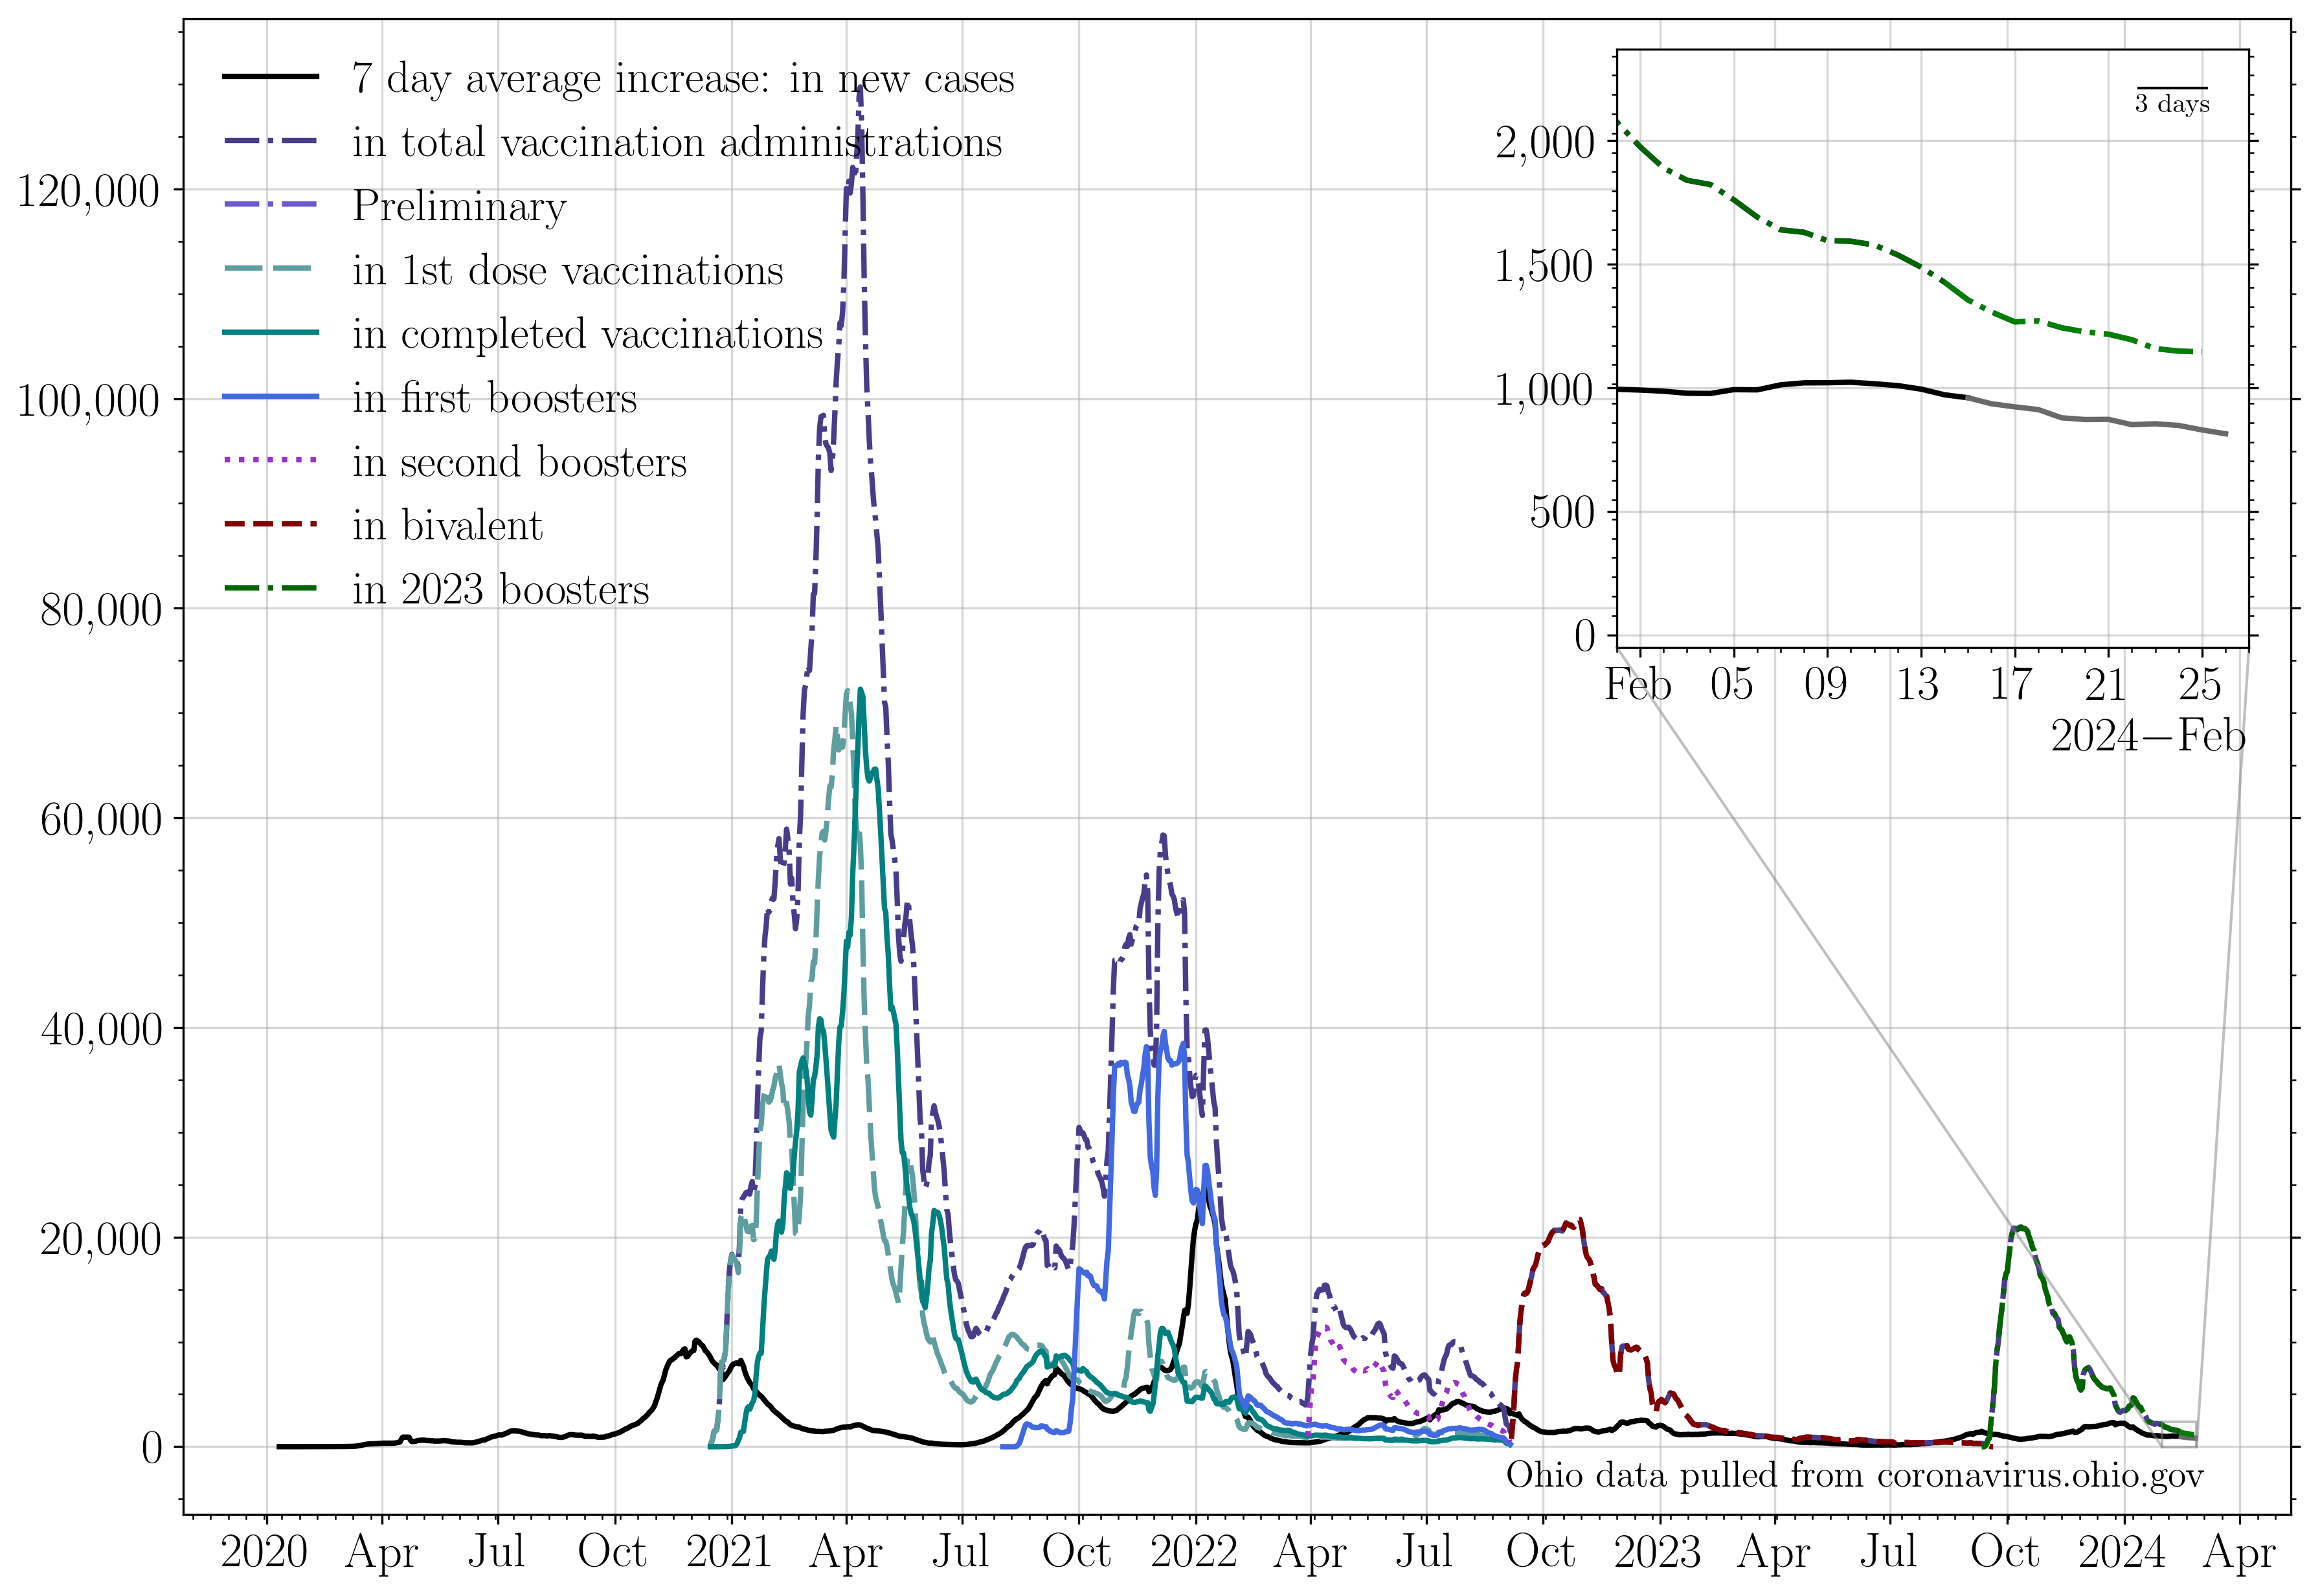 7 day average increase: in new cases
in total vaccination administrations
Preliminary
in 1st dose vaccinations
in completed vaccinations
in first boosters
in second boosters
in bivalent
in 2023 boosters
120,000
100,000
80,000
60,000
40,000
20,000
0
3 days
2,000
1,500
1,000
500
0
Feb 05 09 13 17 21 25
2024−Feb
Ohio data pulled from coronavirus.ohio.gov
2020 Apr Jul Oct 2021 Apr Jul Oct 2022 Apr Jul Oct 2023 Apr Jul Oct 2024 Apr